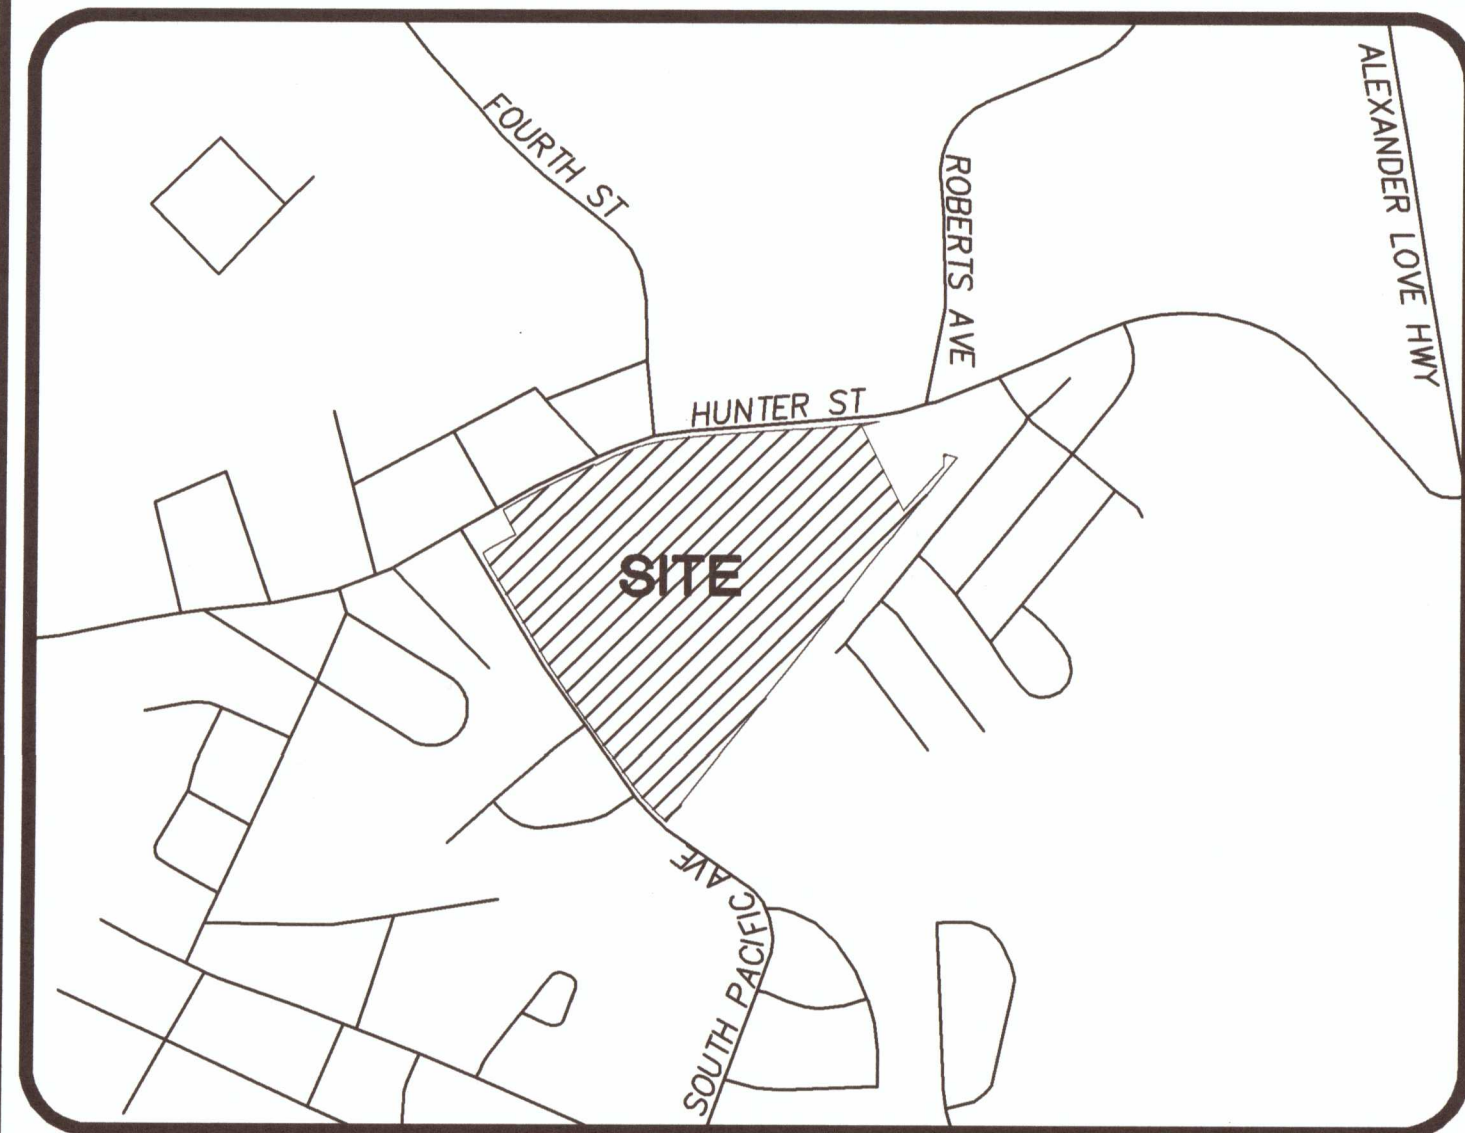 FOURTH ST
ROBERTS AVE
ALEXANDER LOVE HWY
HUNTER ST
SITE
SOUTH PACIFIC AVE